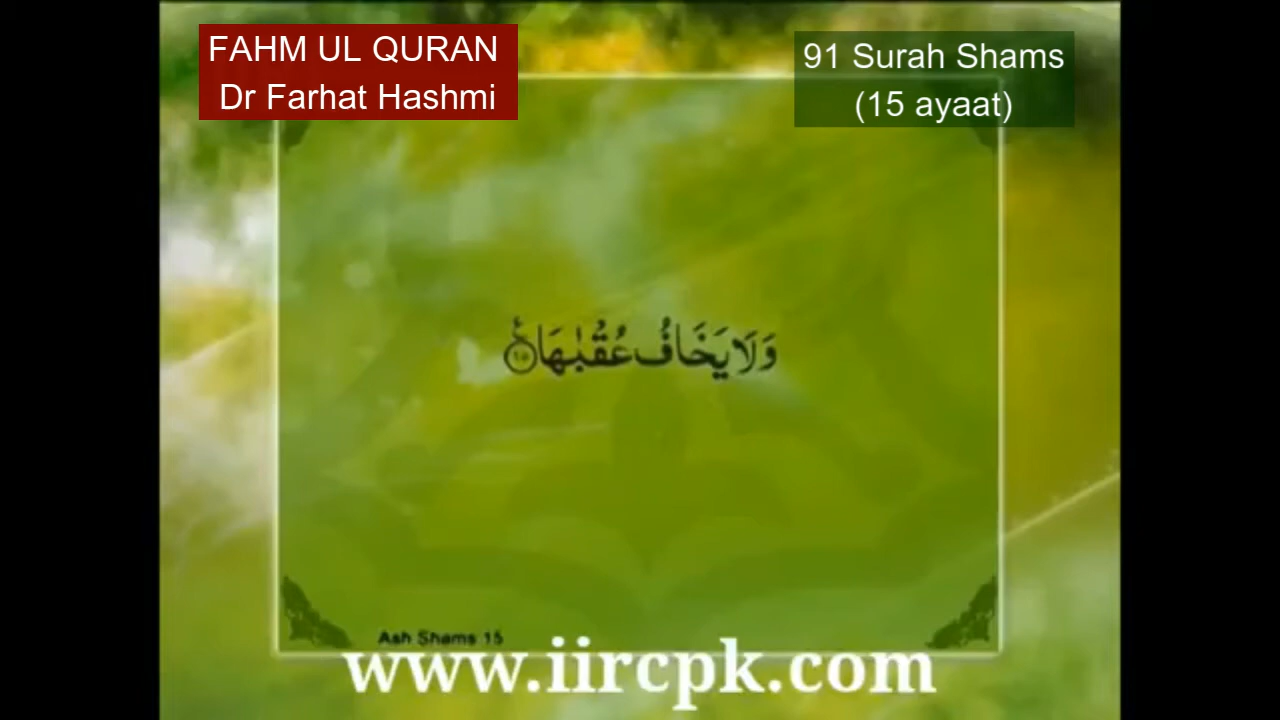 FAHM UL QURAN
Dr Farhat Hashmi
91 Surah Shams
(15 ayaat)
وَلَا يَخَافُ عُقْبٰهَا ﴿١٥﴾ ع
Ash Shams 15
www.iircpk.com